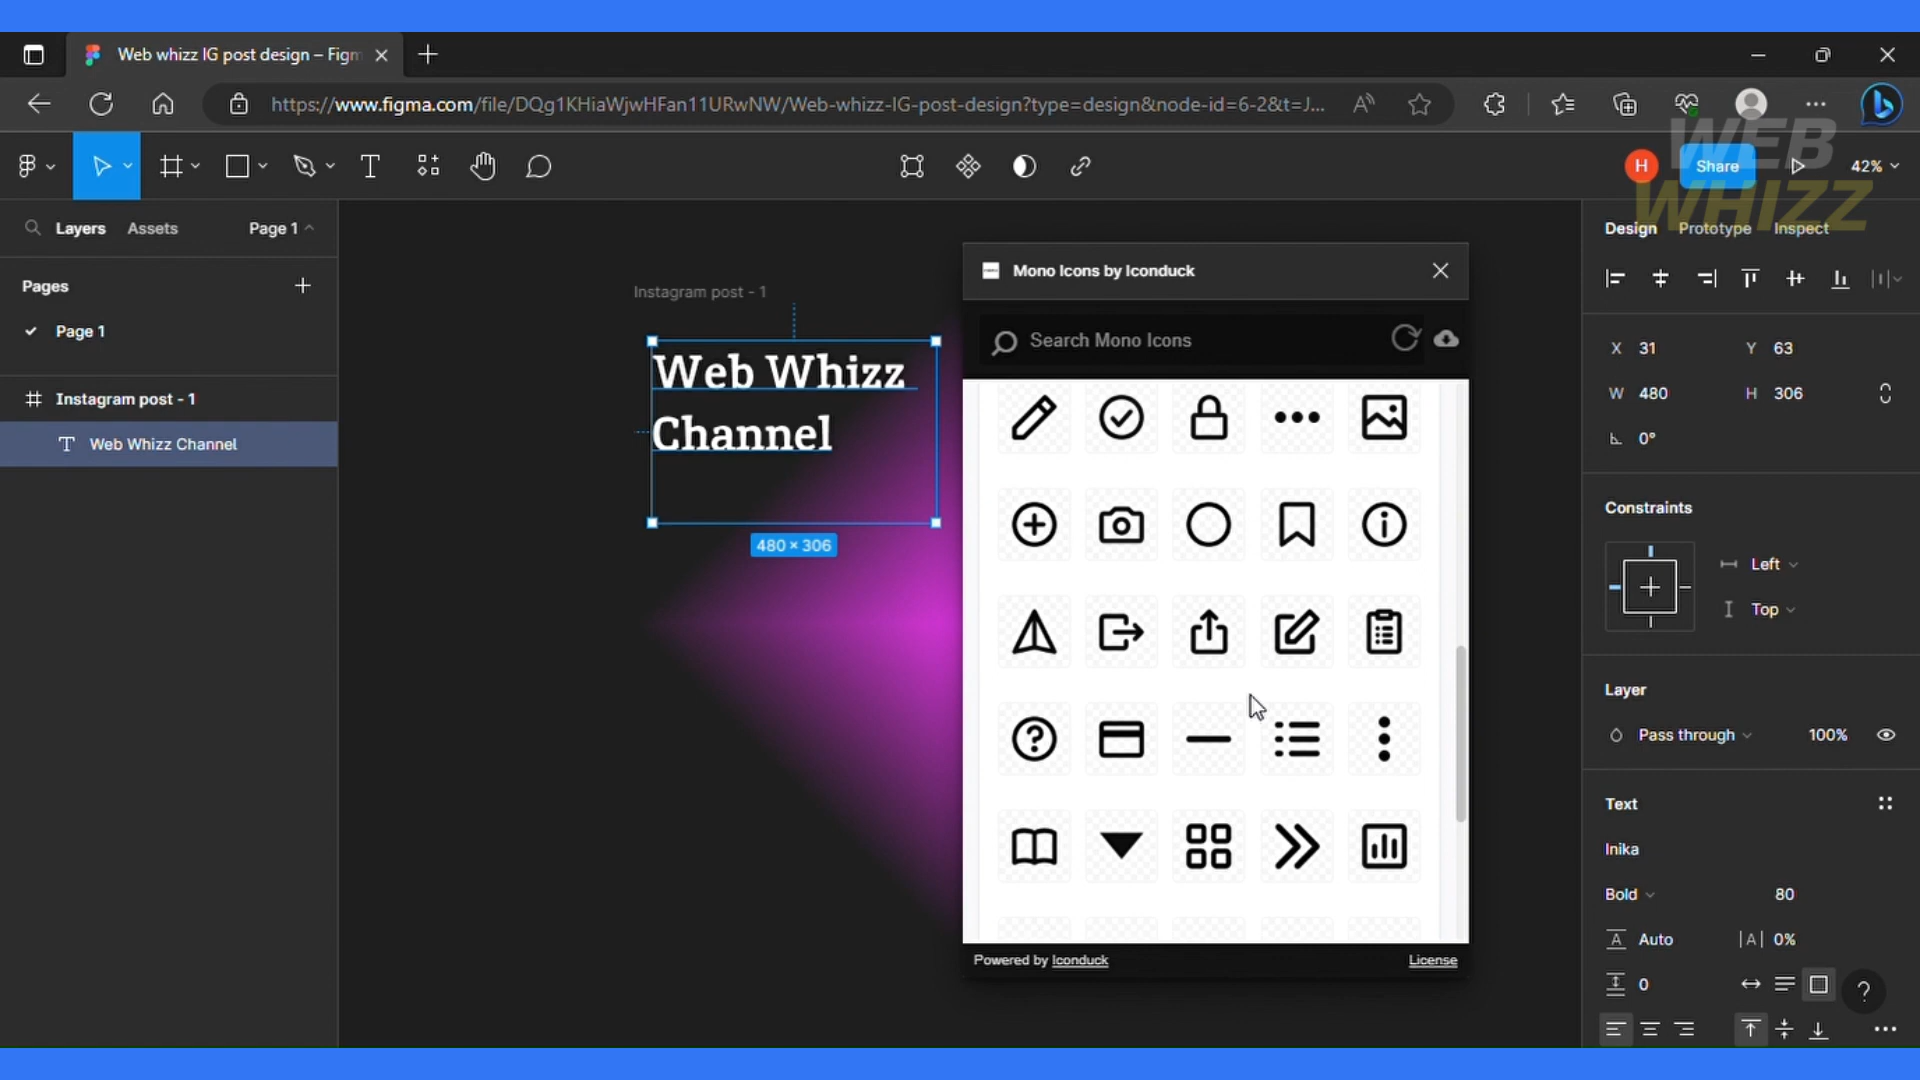 Web whizz IG post design – Figm
https://www.figma.com/file/DQg1KHiaWjwHFan11URwNW/Web-whizz-IG-post-design?type=design&node-id=6-2&t=J...
WEB
WHIZZ
H
Share
42%
Layers
Assets
Page 1
Design
Prototype
Inspect
Pages
Page 1
Instagram post - 1
Web Whizz Channel
Instagram post - 1
Web Whizz
Channel
480 × 306
Mono Icons by Iconduck
Search Mono Icons
Powered by Iconduck
License
X 31
Y 63
W 480
H 306
0°
Constraints
Left
Top
Layer
Pass through
100%
Text
Inika
Bold
80
A Auto
|A| 0%
0
?